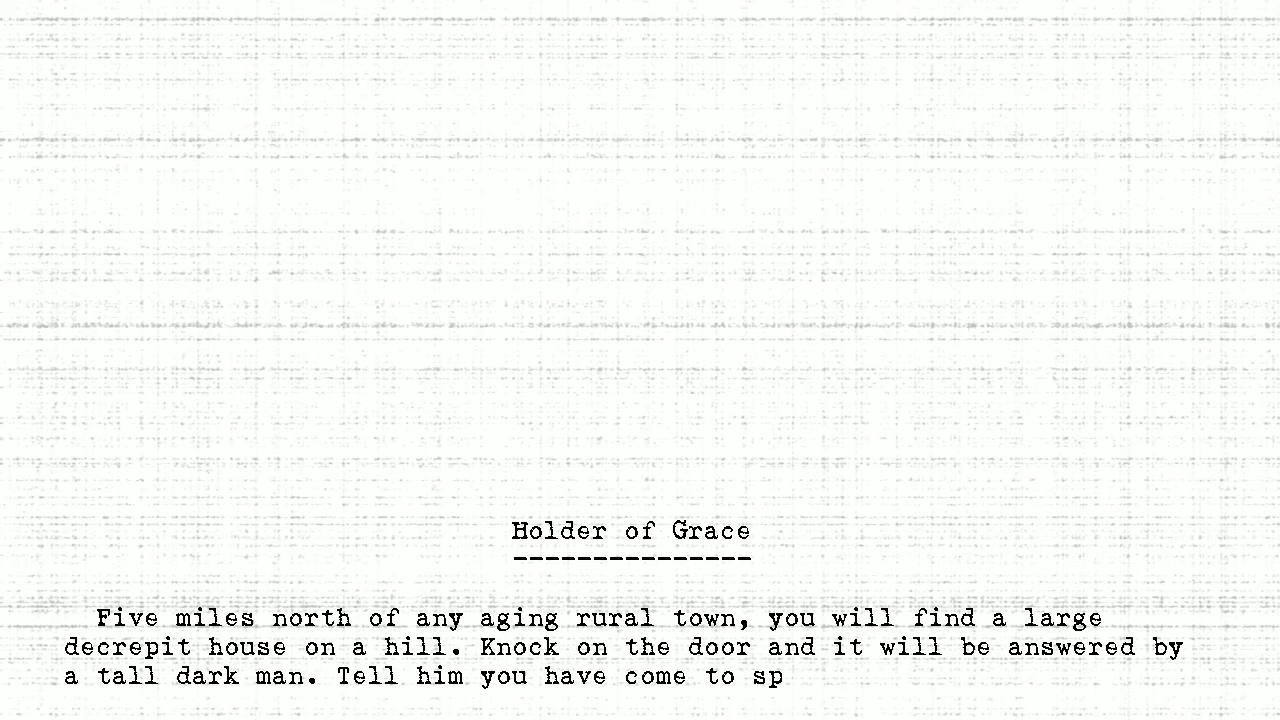 Holder of Grace
---------------
Five miles north of any aging rural town, you will find a large
decrepit house on a hill. Knock on the door and it will be answered by
a tall dark man. Tell him you have come to sp